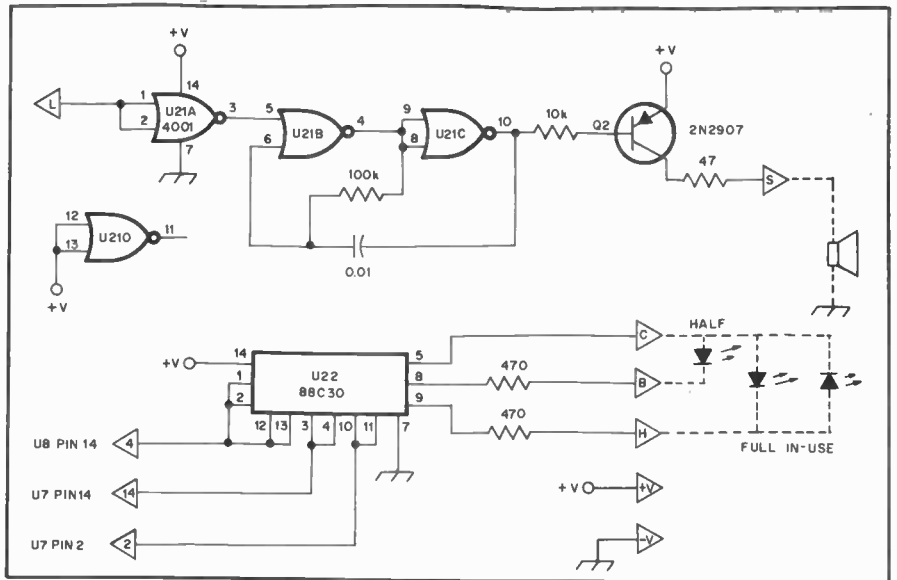 +V
+V
14
L
1
2
U21A
4001
3
7
5
6
U21B
4
9
8
U21C
10
10k
Q2
2N2907
47
S
100k
0.01
12
13
U21D
11
+V
+V
14
1
2
U22
88C30
5
8
9
12
13
3
4
10
11
7
470
470
C
B
H
HALF
FULL IN-USE
U8 PIN 14
4
U7 PIN14
14
U7 PIN 2
2
+V
+V
-V